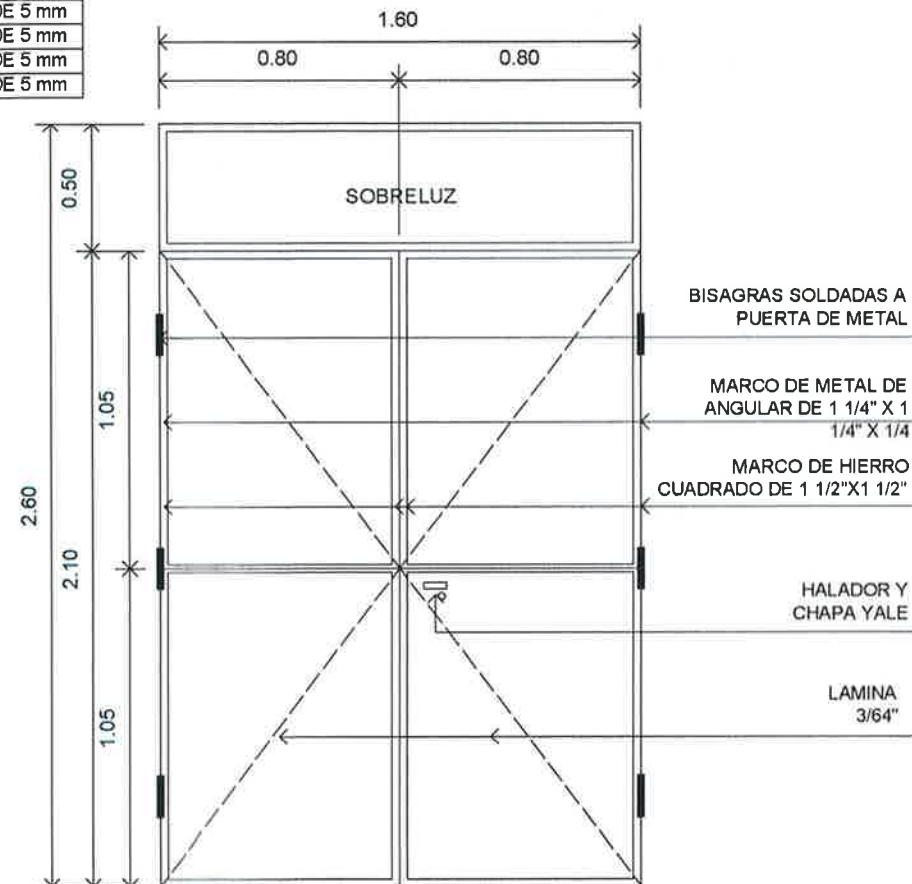 DE 5 mm
DE 5 mm
DE 5 mm
DE 5 mm
1.60
0.80
0.80
0.50
SOBRELUZ
BISAGRAS SOLDADAS A
PUERTA DE METAL
MARCO DE METAL DE
ANGULAR DE 1 1/4" X 1
1/4" X 1/4
1.05
MARCO DE HIERRO
CUADRADO DE 1 1/2"X1 1/2"
2.60
2.10
HALADOR Y
CHAPA YALE
LAMINA
3/64"
1.05